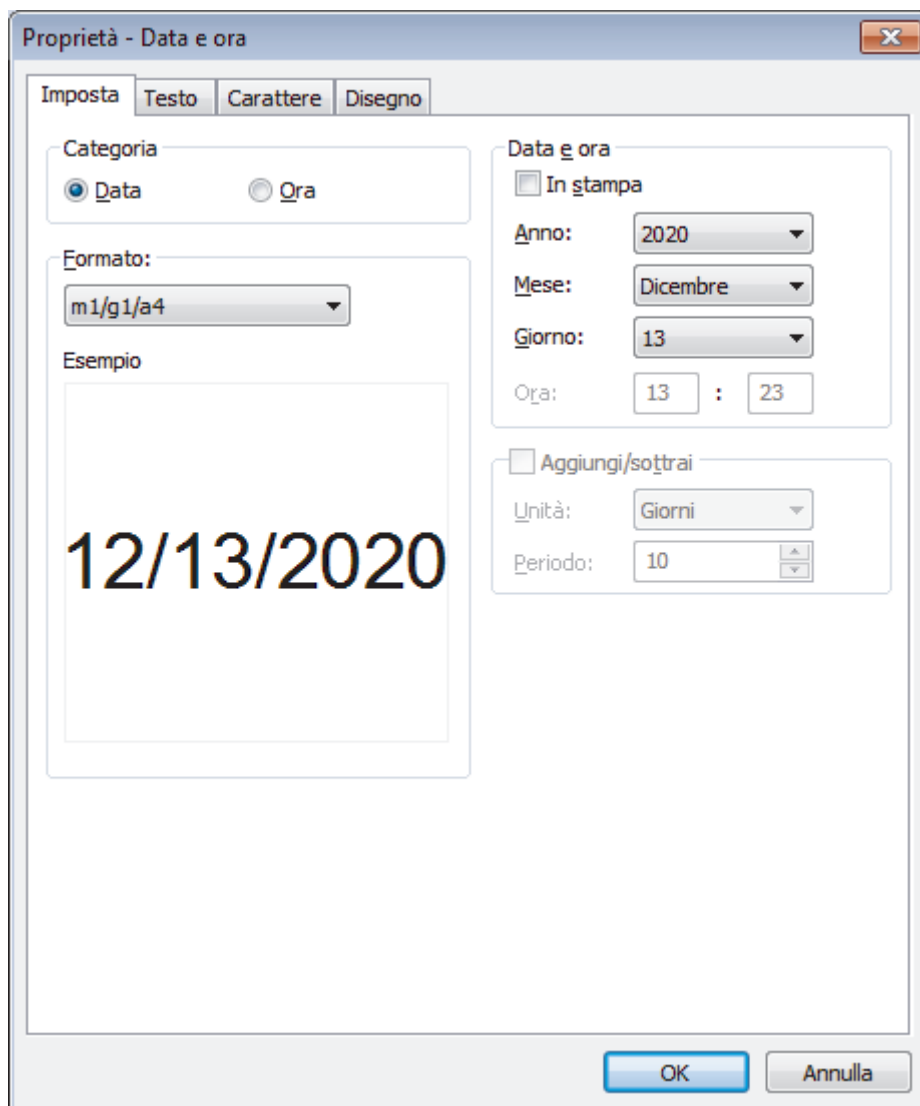 Proprietà - Data e ora
Imposta Testo Carattere Disegno
Categoria
Data Ora
Formato:
m1/g1/a4
Esempio
12/13/2020
Data e ora
In stampa
Anno: 2020
Mese: Dicembre
Giorno: 13
Ora: 13 : 23
Aggiungi/sottrai
Unità: Giorni
Periodo: 10
OK Annulla